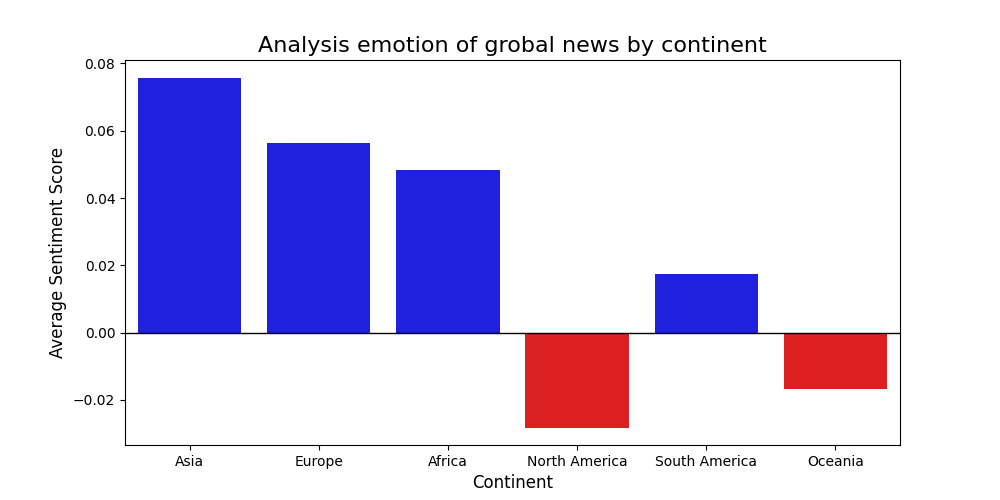 Analysis emotion of grobal news by continent
Average Sentiment Score
0.08
0.06
0.04
0.02
0.00
−0.02
Asia Europe Africa North America South America Oceania
Continent